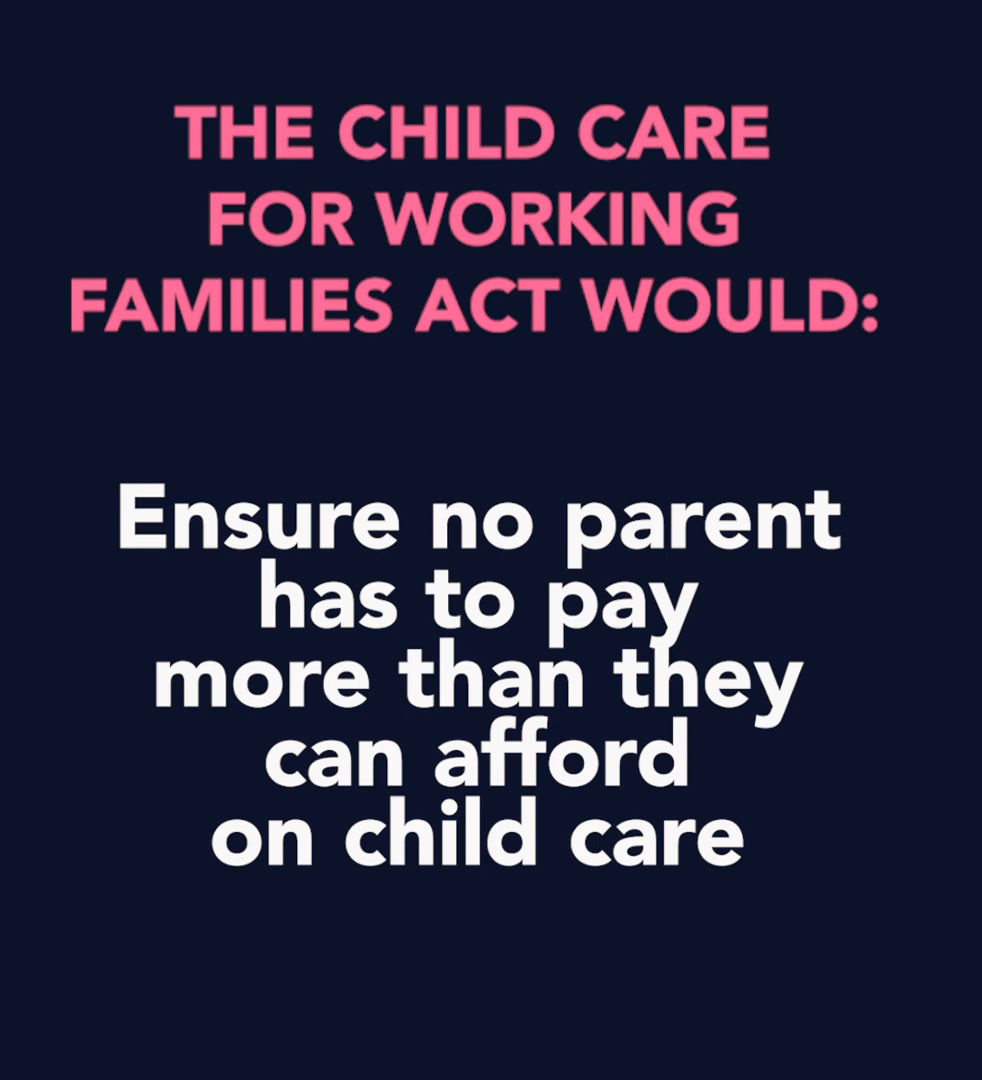 THE CHILD CARE
FOR WORKING
FAMILIES ACT WOULD:
Ensure no parent
has to pay
more than they
can afford
on child care